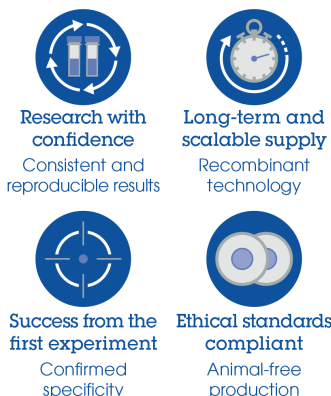 Research with
confidence
Consistent and
reproducible results
Long-term and
scalable supply
Recombinant
technology
Success from the
first experiment
Confirmed
specificity
Ethical standards
compliant
Animal-free
production